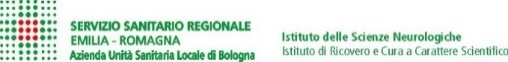 SERVIZIO SANITARIO REGIONALE
EMILIA - ROMAGNA
Azienda Unità Sanitaria Locale di Bologna
Istituto delle Scienze Neurologiche
Istituto di Ricovero e Cura a Carattere Scientifico